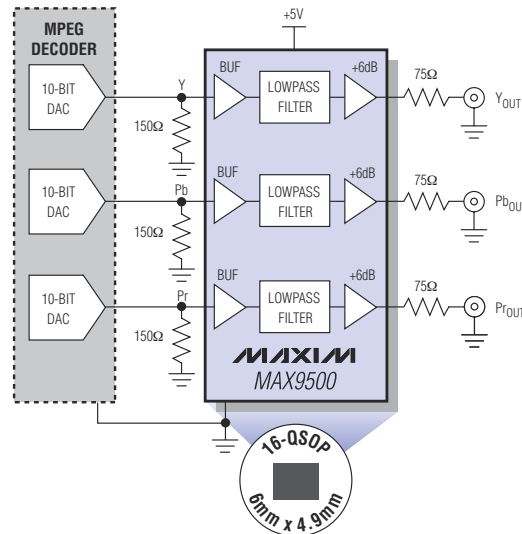 MPEG
DECODER
+5V
10-BIT
DAC
Y
150Ω
BUF
LOWPASS
FILTER
+6dB
75Ω
YOUT
10-BIT
DAC
Pb
150Ω
BUF
LOWPASS
FILTER
+6dB
75Ω
PbOU
10-BIT
DAC
Pr
150Ω
BUF
LOWPASS
FILTER
+6dB
75Ω
PrOUT
MAXIM
MAX9500
16-QSOP
6mm x 4.9mm